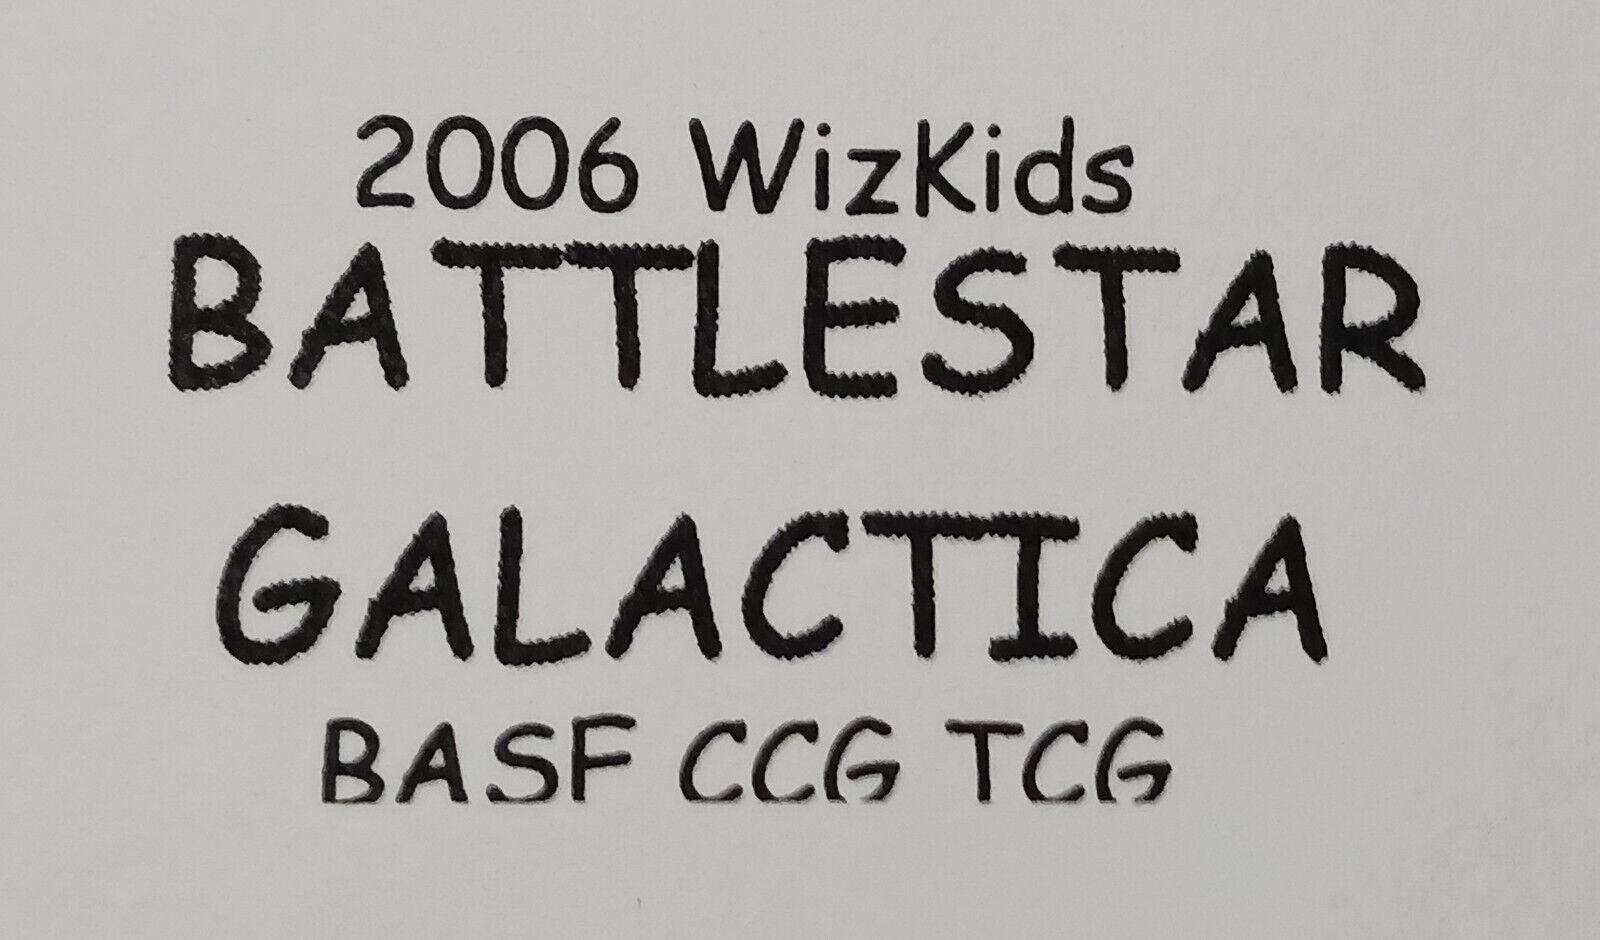 2006 WizKids
BATTLESTAR
GALACTICA
BASF CCG TCG